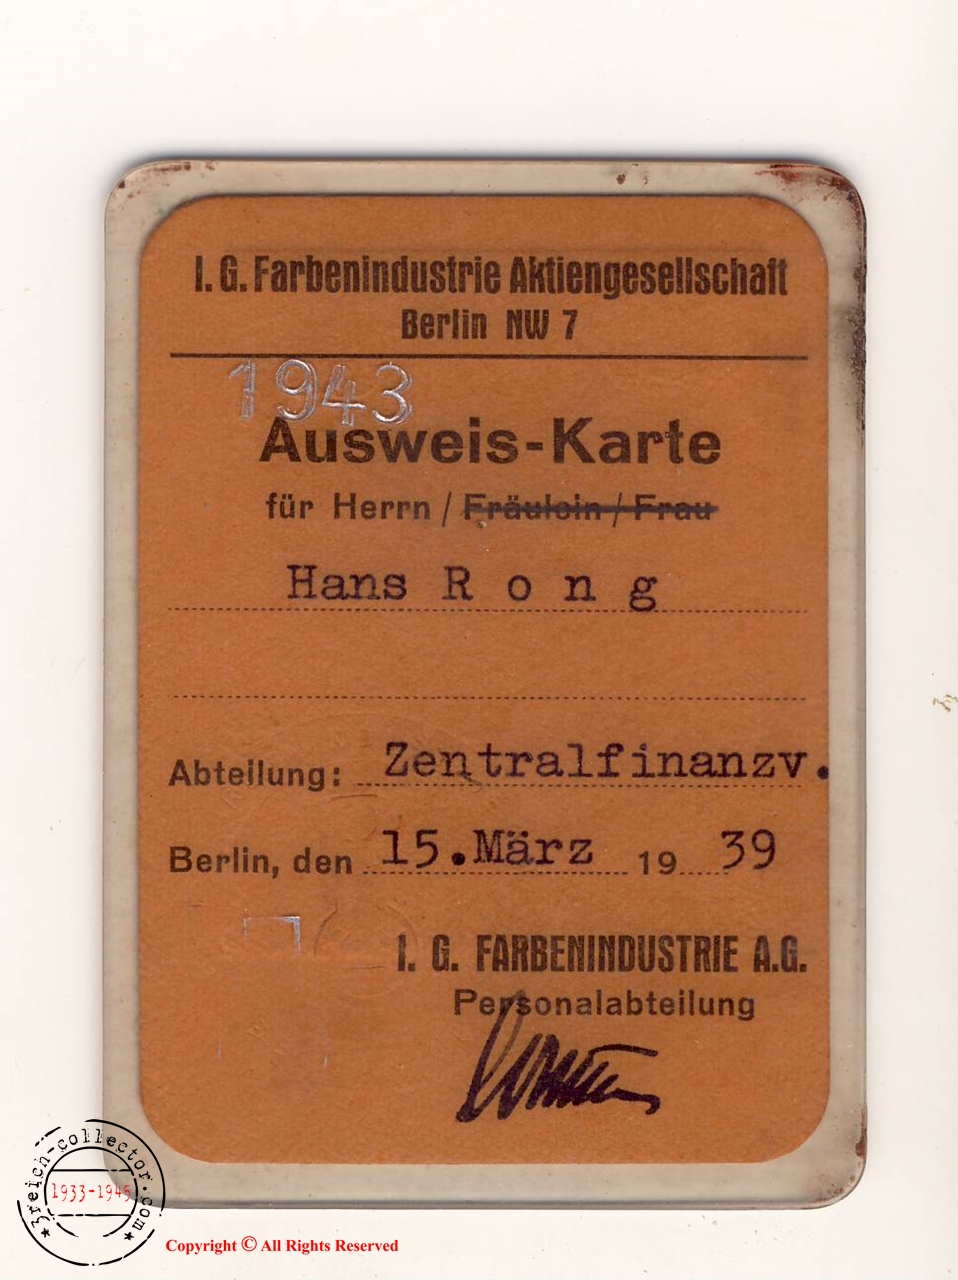 I. G. Farbenindustrie Aktiengesellschaft
Berlin NW 7
1943
Ausweis-Karte
für Herrn / Fräulein / Frau
Hans R o n g
Abteilung: Zentralfinanzv.
Berlin, den 15.März 19 39
I. G. FARBENINDUSTRIE A.G.
Personalabteilung
3reich-collector.com
1933-1945
Copyright © All Rights Reserved